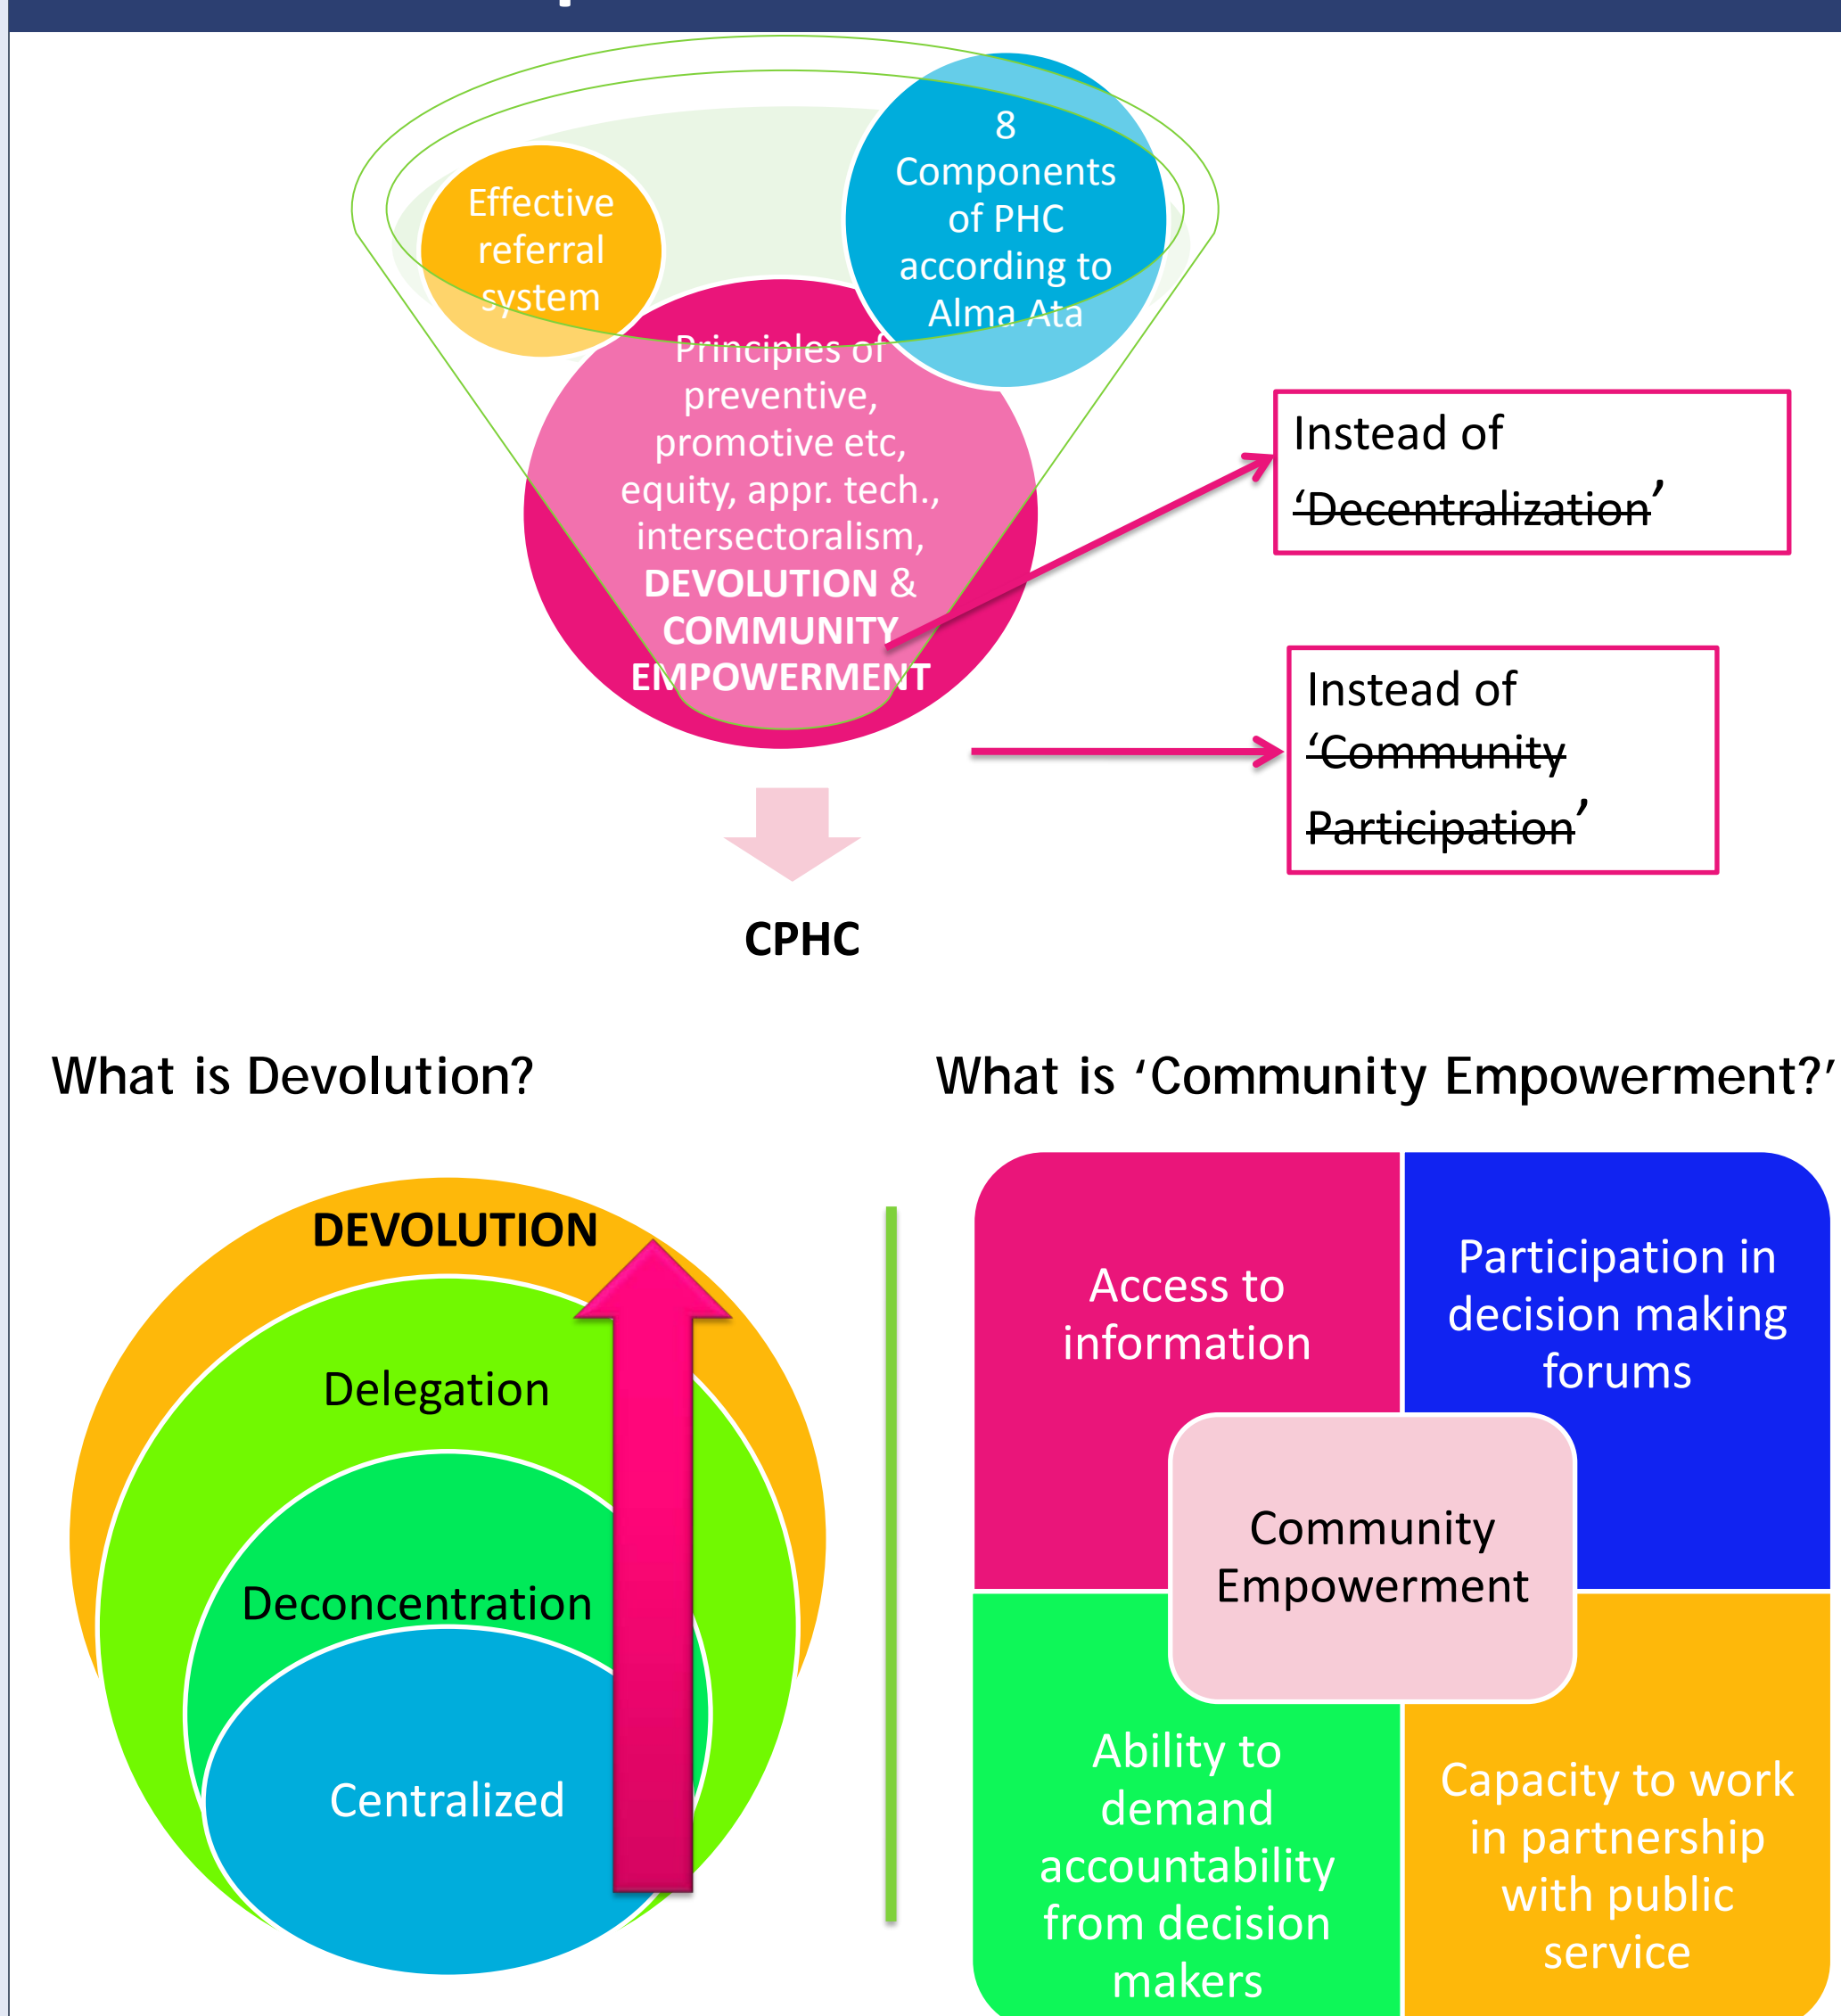 Effective
referral
system
8
Components
of PHC
according to
Alma Ata
Principles of
preventive,
promotive etc,
equity, appr. tech.,
intersectoralism,
DEVOLUTION &
COMMUNITY
EMPOWERMENT
Instead of
‘Decentralization’
Instead of
‘Community
Participation’
CPHC
What is Devolution?
DEVOLUTION
Delegation
Deconcentration
Centralized
What is ‘Community Empowerment?’
Access to
information
Participation in
decision making
forums
Community
Empowerment
Ability to
demand
accountability
from decision
makers
Capacity to work
in partnership
with public
service